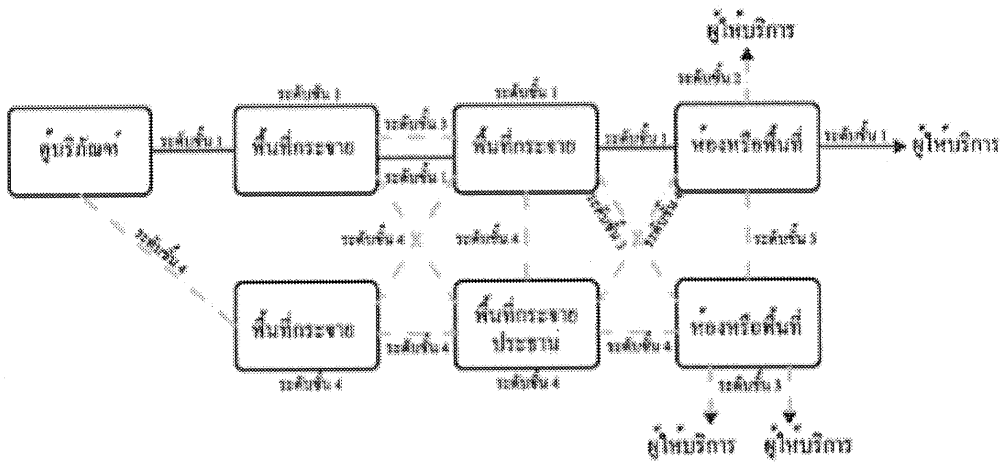 ผู้ให้บริการ
ระดับชั้น 2
ระดับชั้น 1
ระดับชั้น 1
ตู้บริภัณฑ์
ระดับชั้น 1
พื้นที่กระจาย
ระดับชั้น 3
ระดับชั้น 1
พื้นที่กระจาย
ระดับชั้น 1
ห้องหรือพื้นที่
ระดับชั้น 1
ผู้ให้บริการ
ระดับชั้น 4
ระดับชั้น 4
ระดับชั้น 4
ระดับชั้น 3
พื้นที่กระจาย
ระดับชั้น 4
พื้นที่กระจาย
ประธาน
ระดับชั้น 4
ห้องหรือพื้นที่
ระดับชั้น 4
ระดับชั้น 4
ระดับชั้น 3
ผู้ให้บริการ
ผู้ให้บริการ